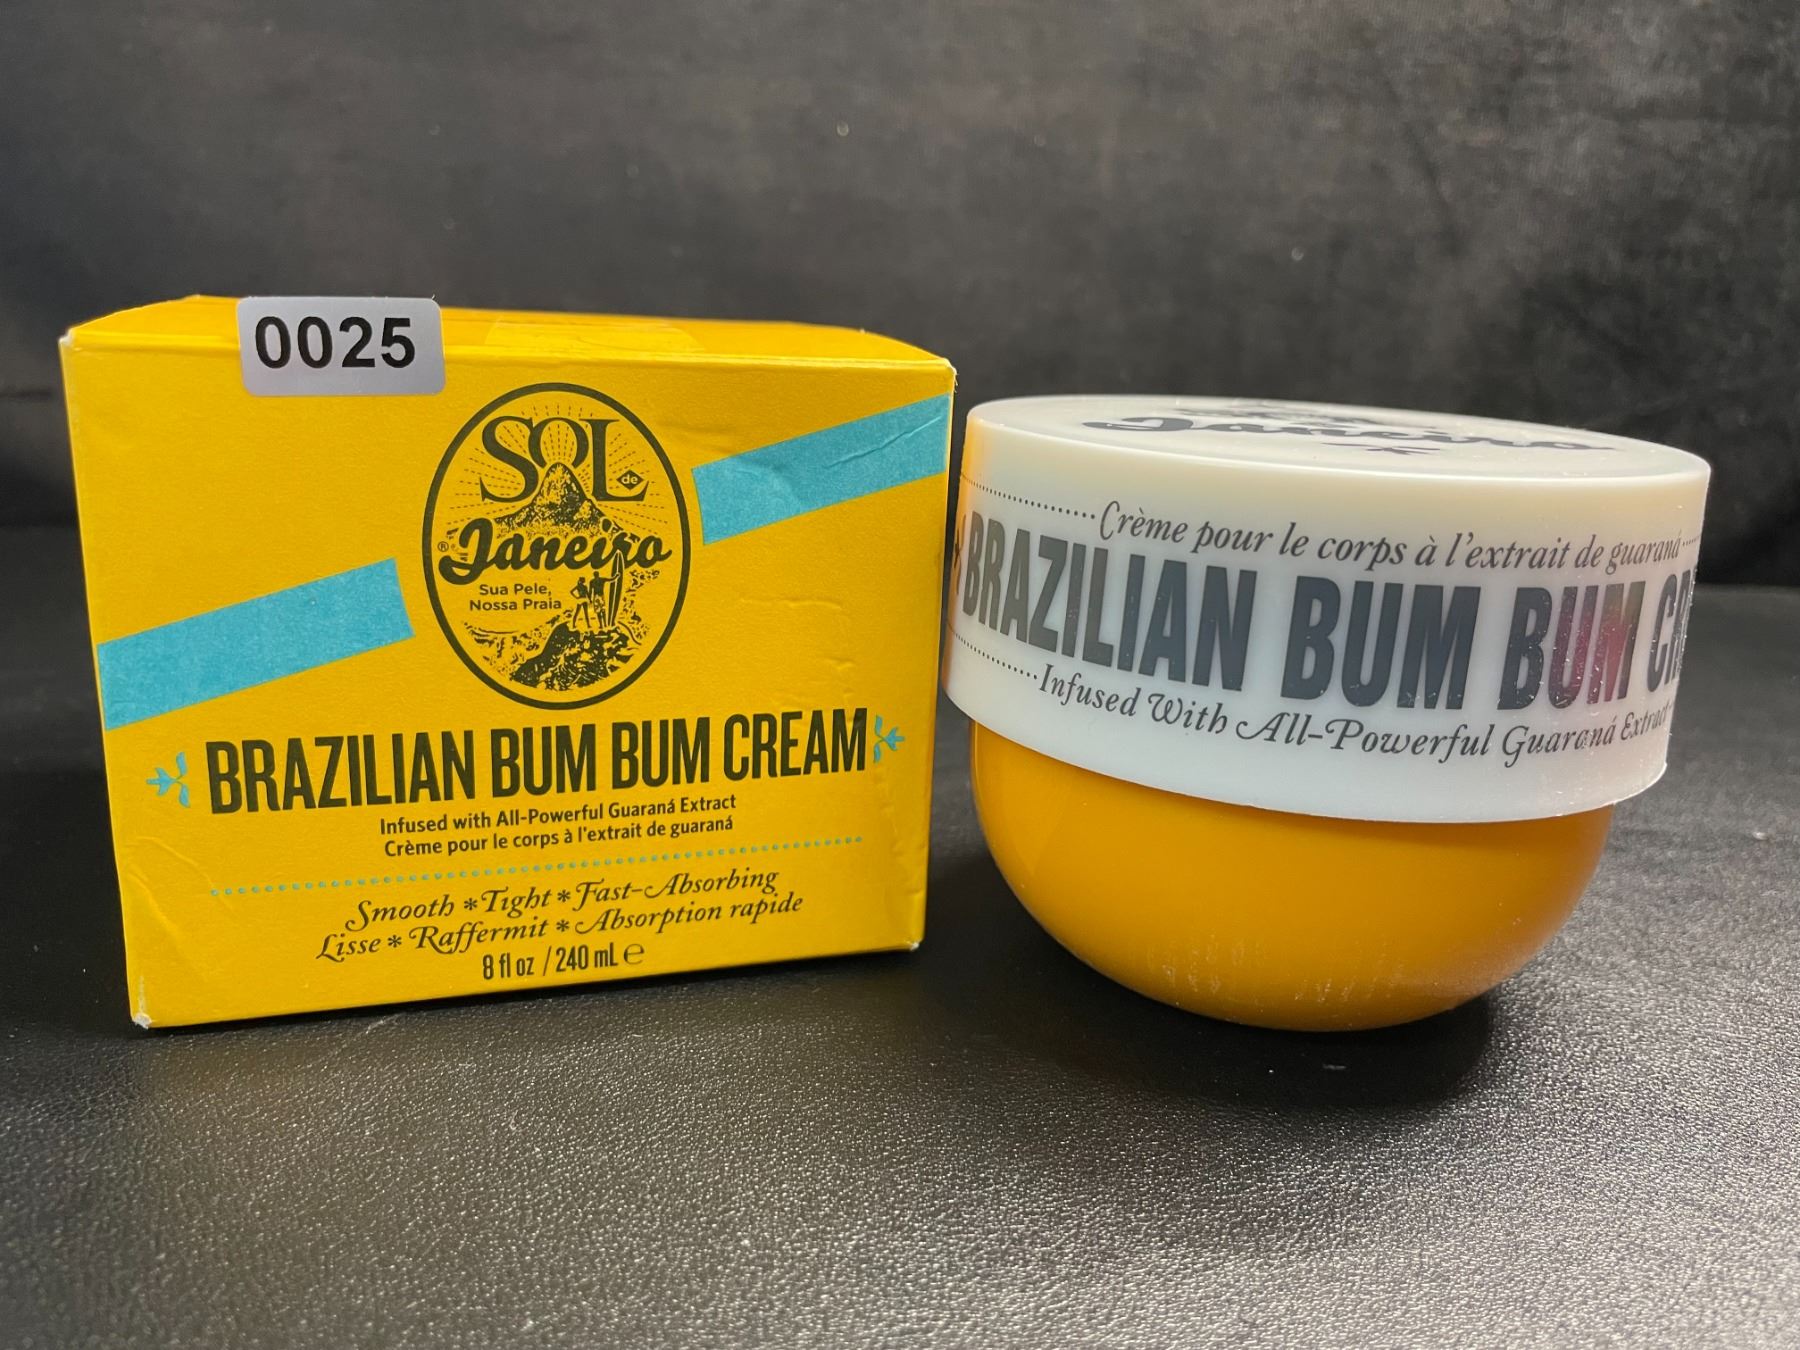 0025
SOL
de
Janeiro
®
Sua Pele,
Nossa Praia
BRAZILIAN BUM BUM CREAM
Infused with All-Powerful Guaraná Extract
Crème pour le corps à l'extrait de guaraná
Smooth * Tight * Fast-Absorbing
Lisse * Raffermit * Absorption rapide
8 fl oz / 240 mL ℮
Janeiro
Crème pour le corps à l'extrait de guaraná
BRAZILIAN BUM BUM
Infused With All-Powerful Guaraná Extract